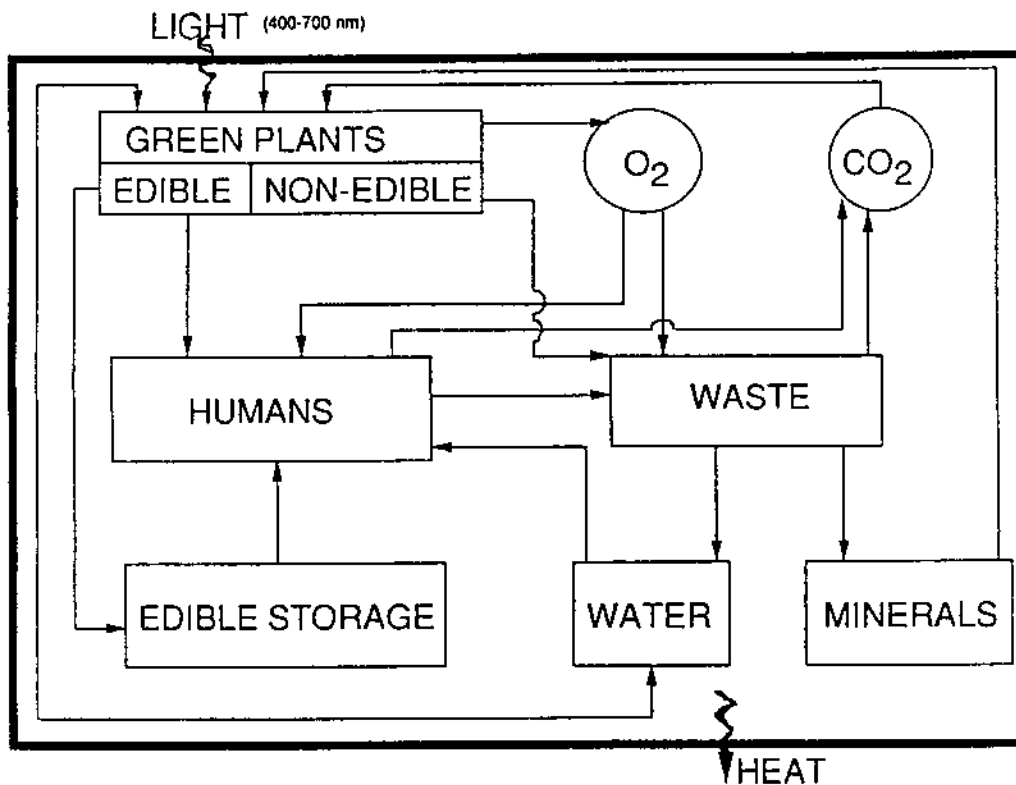 LIGHT (400-700 nm)
GREEN PLANTS
EDIBLE NON-EDIBLE
O2
CO2
HUMANS
WASTE
EDIBLE STORAGE
WATER
MINERALS
HEAT